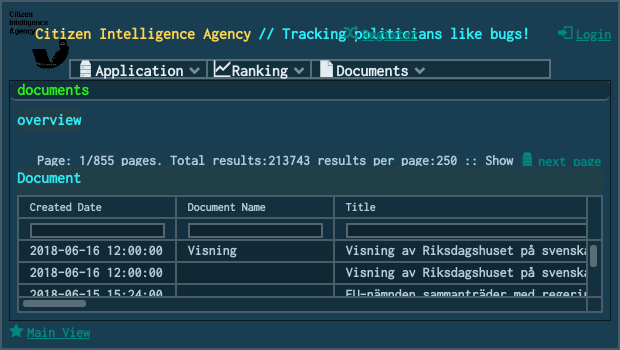 Citizen
Intelligence
Agency
Citizen Intelligence Agency // Tracking politicians like bugs!
Register
Login
Application
Ranking
Documents
documents
overview
Page: 1/855 pages. Total results:213743 results per page:250 :: Show
next page
Document
Created Date Document Name Title
2018-06-16 12:00:00 Visning Visning av Riksdagshuset på svenska
2018-06-16 12:00:00 Visning av Riksdagshuset på svenska
2018-06-15 15:24:00 EU-nämnden sammanträder med regerin
Main View